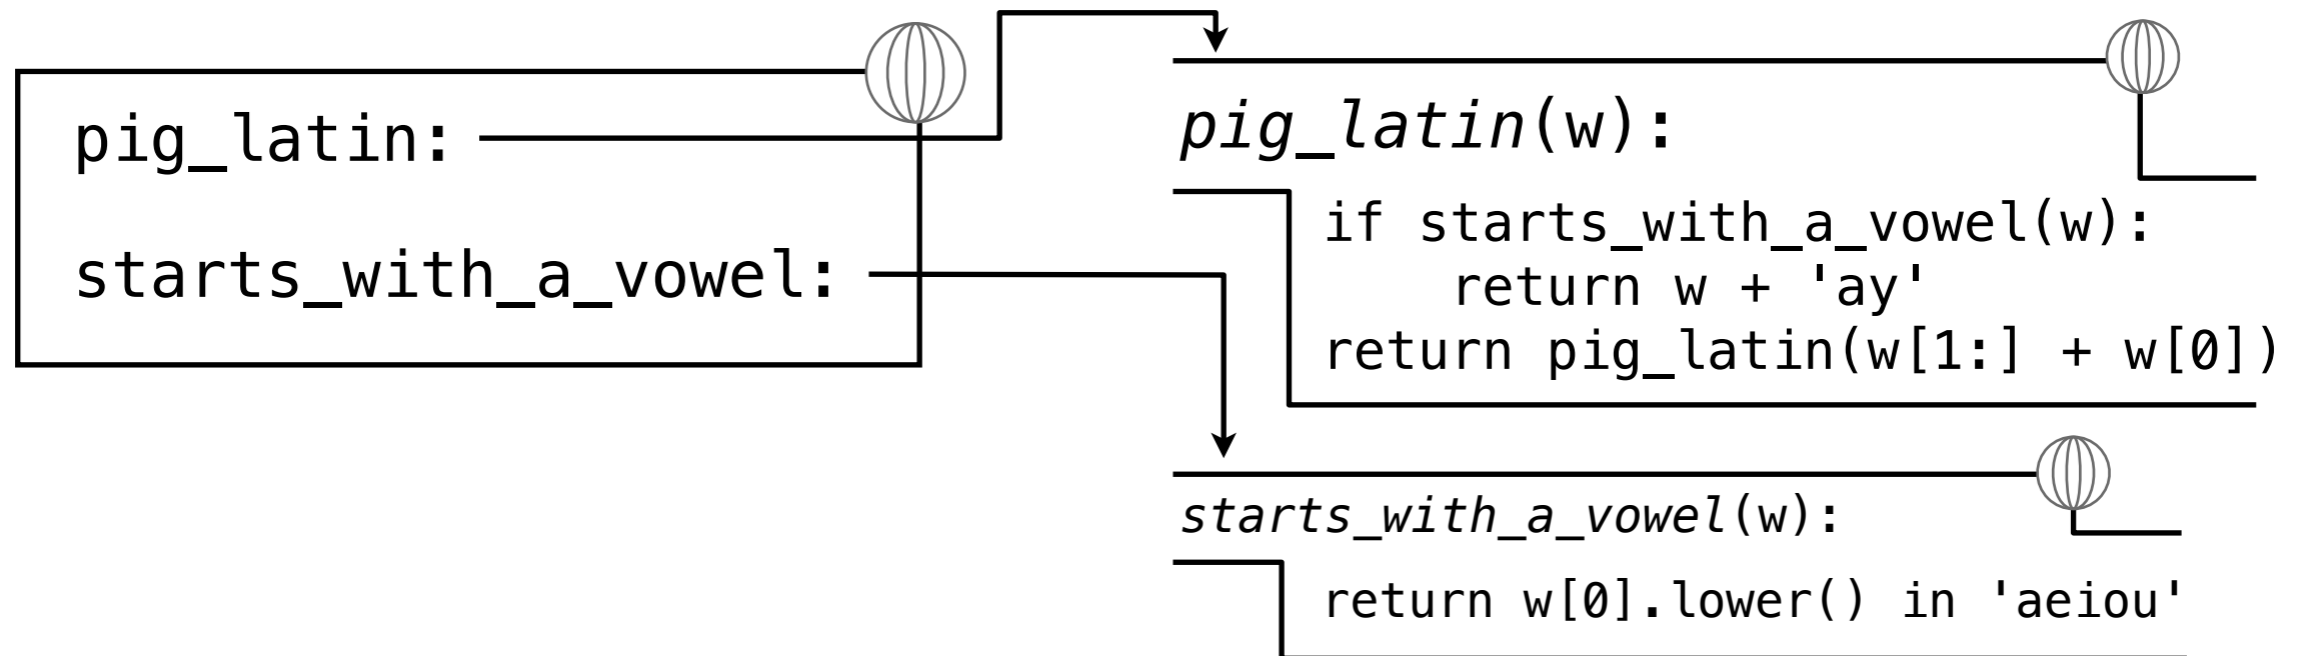 pig_latin:
starts_with_a_vowel:
pig_latin(w):
if starts_with_a_vowel(w):
    return w + 'ay'
return pig_latin(w[1:] + w[0])
starts_with_a_vowel(w):
return w[0].lower() in 'aeiou'